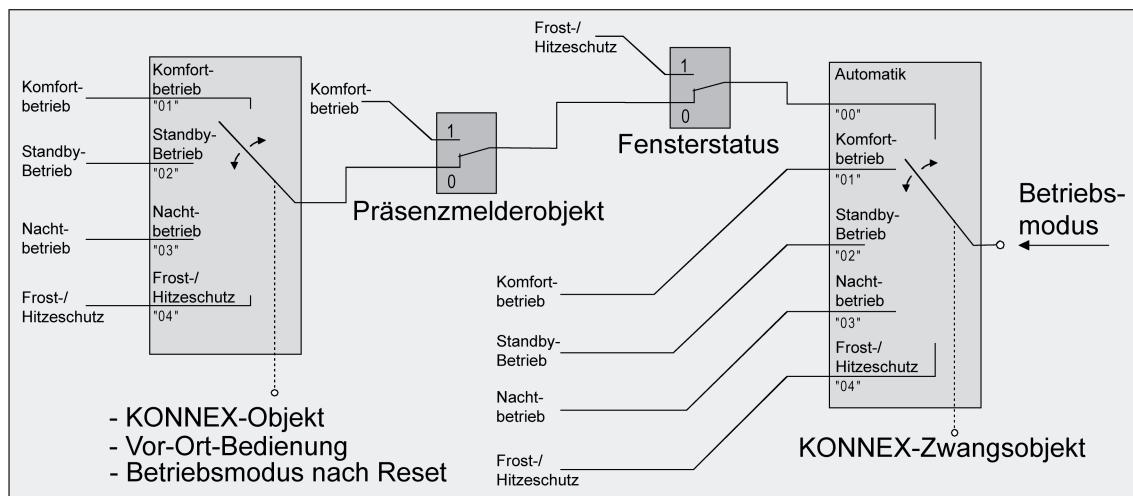 Komfort-
betrieb
Standby-
Betrieb
Nacht-
betrieb
Frost-/
Hitzeschutz
Komfort-
betrieb
"01"
Standby-
Betrieb
"02"
Nacht-
betrieb
"03"
Frost-/
Hitzeschutz
"04"
- KONNEX-Objekt
- Vor-Ort-Bedienung
- Betriebsmodus nach Reset
Komfort-
betrieb
1
0
Präsenzmelderobjekt
Frost-/
Hitzeschutz
1
0
Fensterstatus
Komfort-
betrieb
Standby-
Betrieb
Nacht-
betrieb
Frost-/
Hitzeschutz
Automatik
"00"
Komfort-
betrieb
"01"
Standby-
Betrieb
"02"
Nacht-
betrieb
"03"
Frost-/
Hitzeschutz
"04"
KONNEX-Zwangsobjekt
Betriebs-
modus